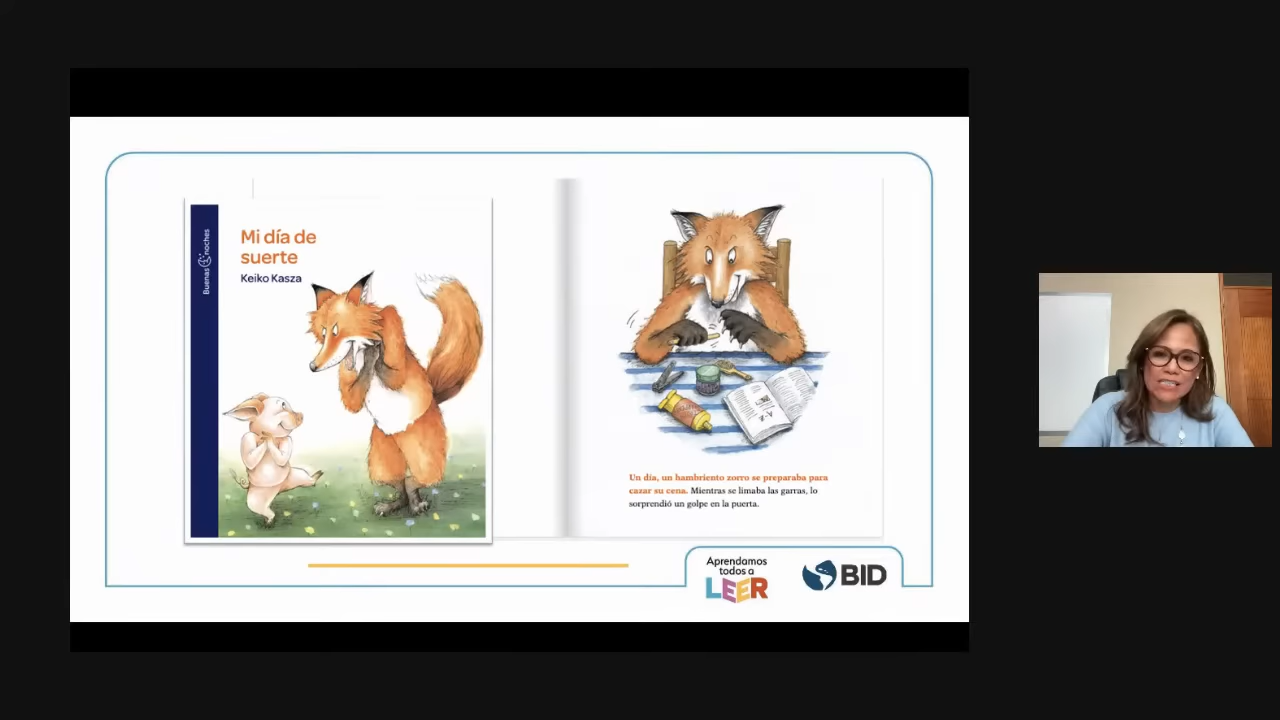 Buenas noches
Mi día de
suerte
Keiko Kasza
Un día, un hambriento zorro se preparaba para
cazar su cena. Mientras se limaba las garras, lo
sorprendió un golpe en la puerta.
Aprendamos
todos a
LEER
BID